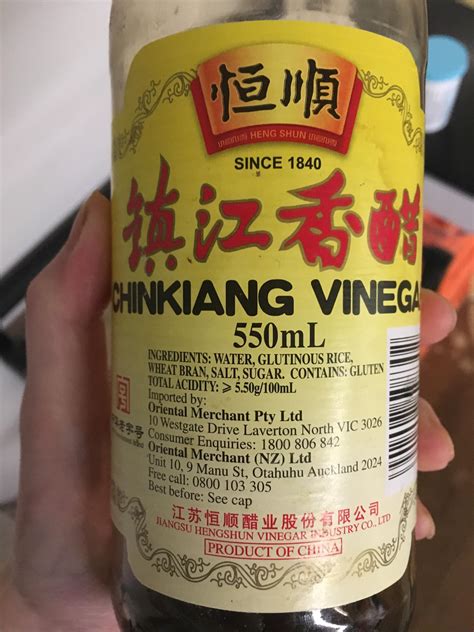 恒順
HENG SHUN
SINCE 1840
镇江香醋
CHINKIANG VINEGA
550mL
INGREDIENTS: WATER, GLUTINOUS RICE,
WHEAT BRAN, SALT, SUGAR. CONTAINS: GLUTEN
TOTAL ACIDITY: ⩾ 5.50g/100mL
Imported by:
Oriental Merchant Pty Ltd
10 Westgate Drive Laverton North VIC 3026
Consumer Enquiries: 1800 806 842
Oriental Merchant (NZ) Ltd
Unit 10, 9 Manu St, Otahuhu Auckland 2024
Free call: 0800 103 305
Best before: See cap
江苏恒顺醋业股份有限公司
JIANGSU HENGSHUN VINEGAR INDUSTRY CO., LTD.
PRODUCT OF CHINA